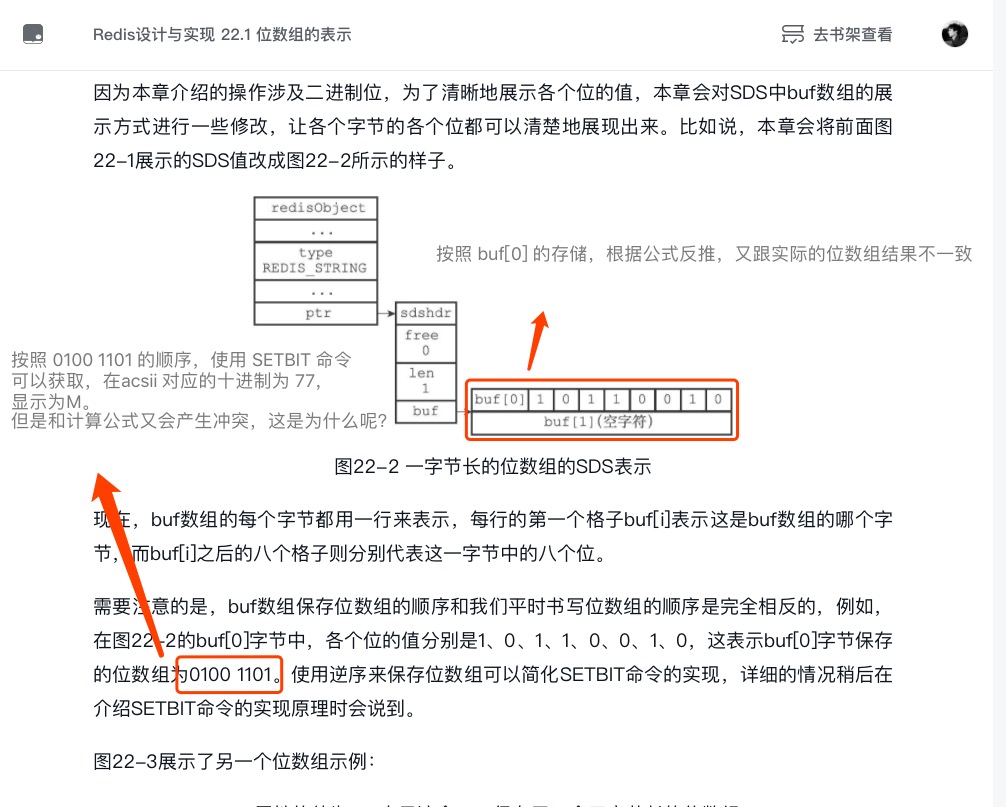 Redis设计与实现 22.1 位数组的表示
去书架查看
因为本章介绍的操作涉及二进制位，为了清晰地展示各个位的值，本章会对SDS中buf数组的展
示方式进行一些修改，让各个字节的各个位都可以清楚地展现出来。比如说，本章会将前面图
22-1展示的SDS值改成图22-2所示的样子。
redisObject
...
type
REDIS_STRING
...
ptr
按照 buf[0] 的存储，根据公式反推，又跟实际的位数组结果不一致
sdshdr
free
0
len
1
buf
按照 0100 1101 的顺序，使用 SETBIT 命令
可以获取，在acsii 对应的十进制为 77，
显示为M。
但是和计算公式又会产生冲突，这是为什么呢？
buf[0] 1 0 1 1 0 0 1 0
buf[1](空字符)
图22-2 一字节长的位数组的SDS表示
现在，buf数组的每个字节都用一行来表示，每行的第一个格子buf[i]表示这是buf数组的哪个字
节，而buf[i]之后的八个格子则分别代表这一字节中的八个位。
需要注意的是，buf数组保存位数组的顺序和我们平时书写位数组的顺序是完全相反的，例如，
在图22-2的buf[0]字节中，各个位的值分别是1、0、1、1、0、0、1、0，这表示buf[0]字节保存
的位数组为0100 1101。使用逆序来保存位数组可以简化SETBIT命令的实现，详细的情况稍后在
介绍SETBIT命令的实现原理时会说到。
图22-3展示了另一个位数组示例：